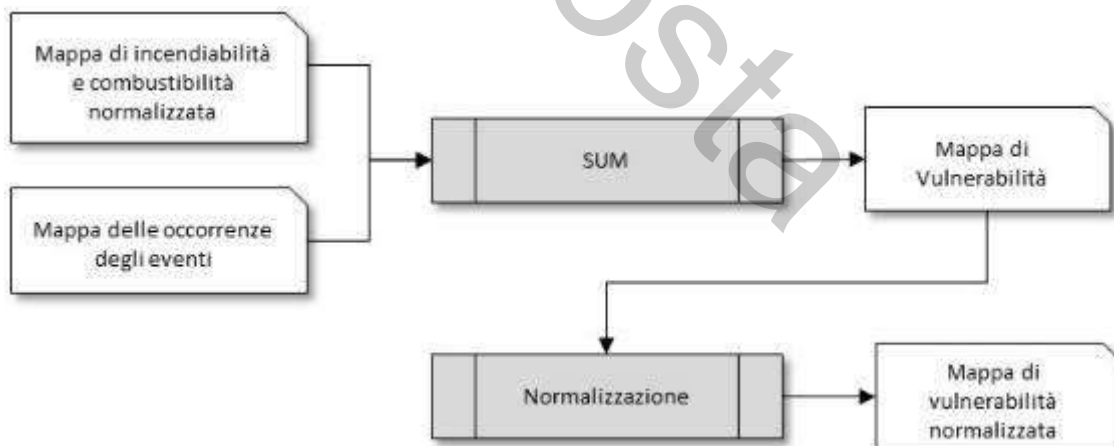 Mappa di incendiabilità
e combustibilità
normalizzata
SUM
Mappa di
Vulnerabilità
Mappa delle occorrenze
degli eventi
Normalizzazione
Mappa di
vulnerabilità
normalizzata
osta